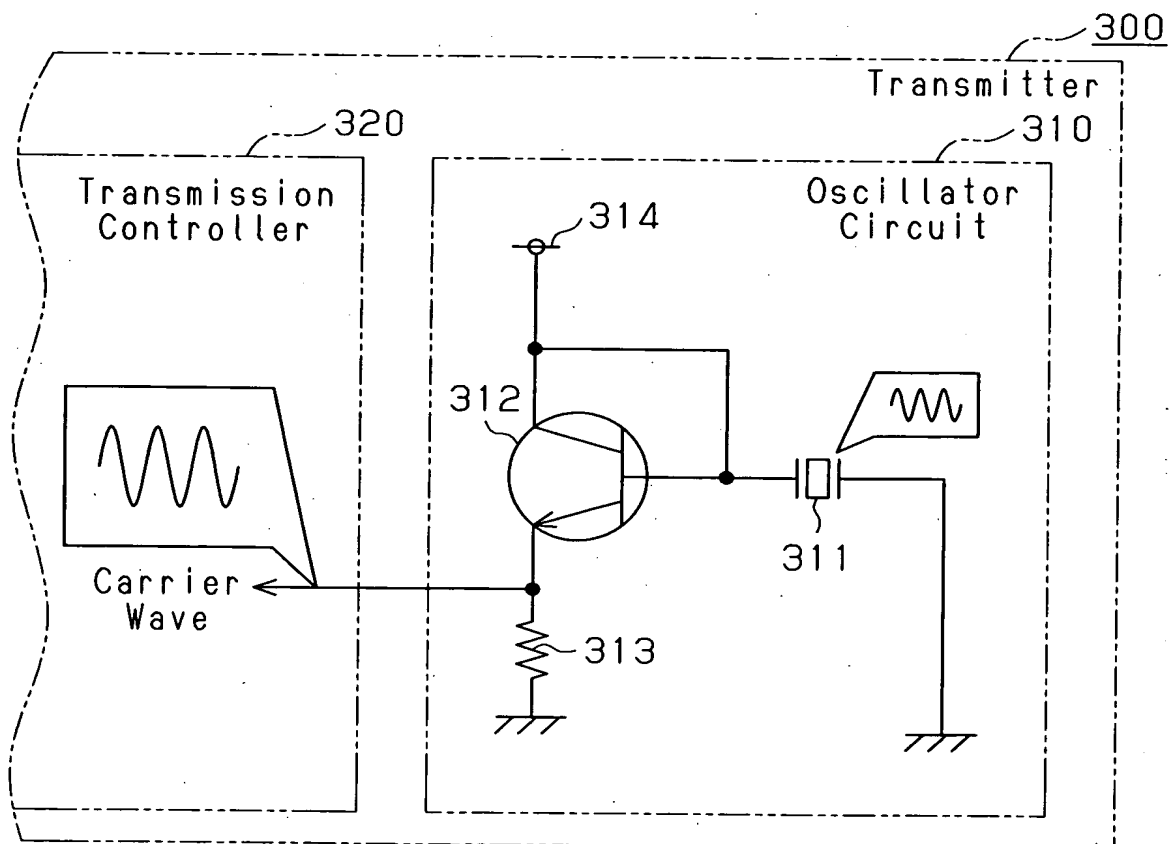 300
Transmitter
320
310
Transmission
Controller
Oscillator
Circuit
314
312
311
Carrier
Wave
313